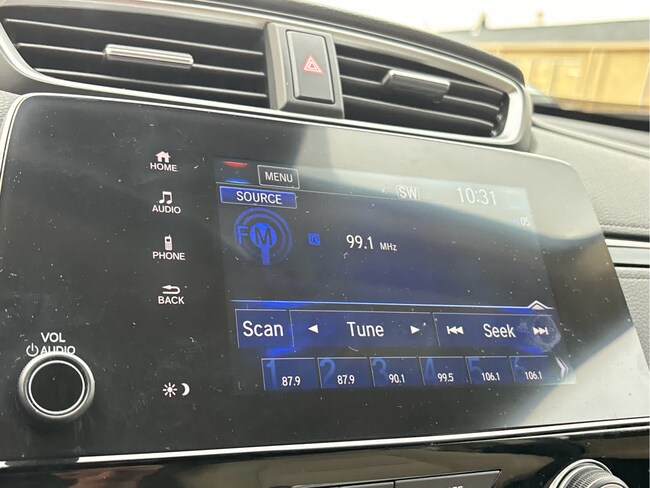 HOME
AUDIO
PHONE
BACK
VOL
AUDIO
MENU
SW
10:31
SOURCE
05
FM
99.1 MHz
Scan
Tune
Seek
1 87.9
2 87.9
3 90.1
4 99.5
5 106.1
6 106.1